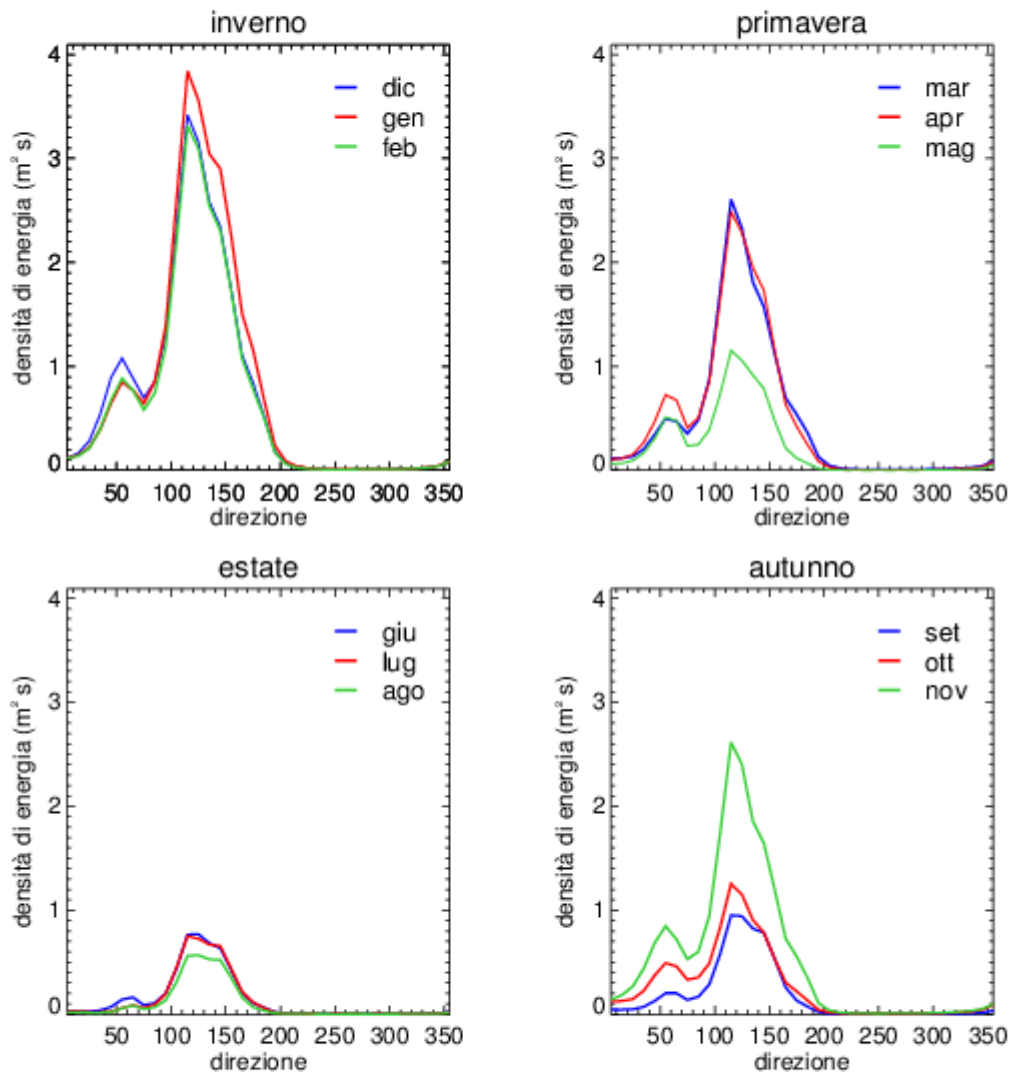 inverno
4
3
2
1
0
densità di energia (m² s)
dic
gen
feb
50 100 150 200 250 300 350
direzione
primavera
4
3
2
1
0
densità di energia (m² s)
mar
apr
mag
50 100 150 200 250 300 350
direzione
estate
4
3
2
1
0
densità di energia (m² s)
giu
lug
ago
50 100 150 200 250 300 350
direzione
autunno
4
3
2
1
0
densità di energia (m² s)
set
ott
nov
50 100 150 200 250 300 350
direzione